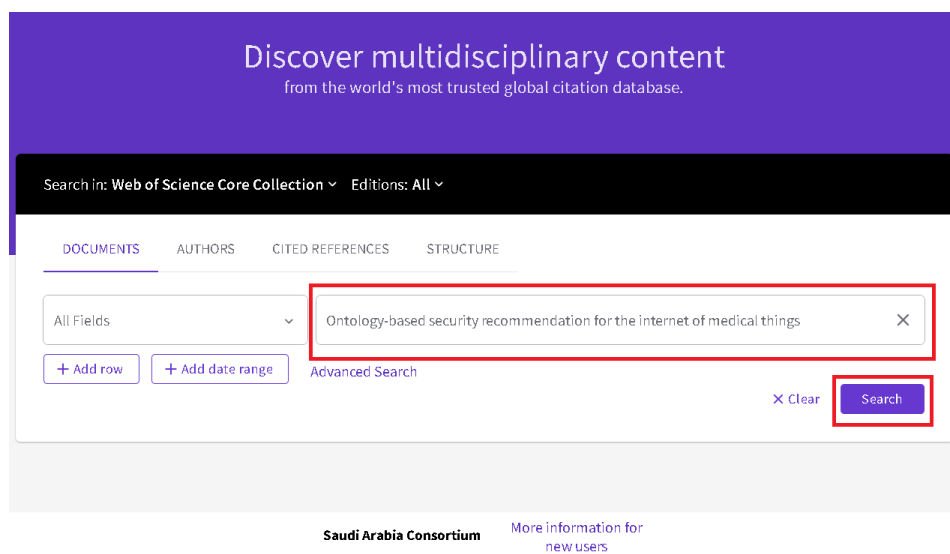 Discover multidisciplinary content
from the world's most trusted global citation database.
Search in: Web of Science Core Collection Editions: All
DOCUMENTS AUTHORS CITED REFERENCES STRUCTURE
All Fields Ontology-based security recommendation for the internet of medical things
+ Add row + Add date range Advanced Search
× Clear Search
Saudi Arabia Consortium More information for
new users